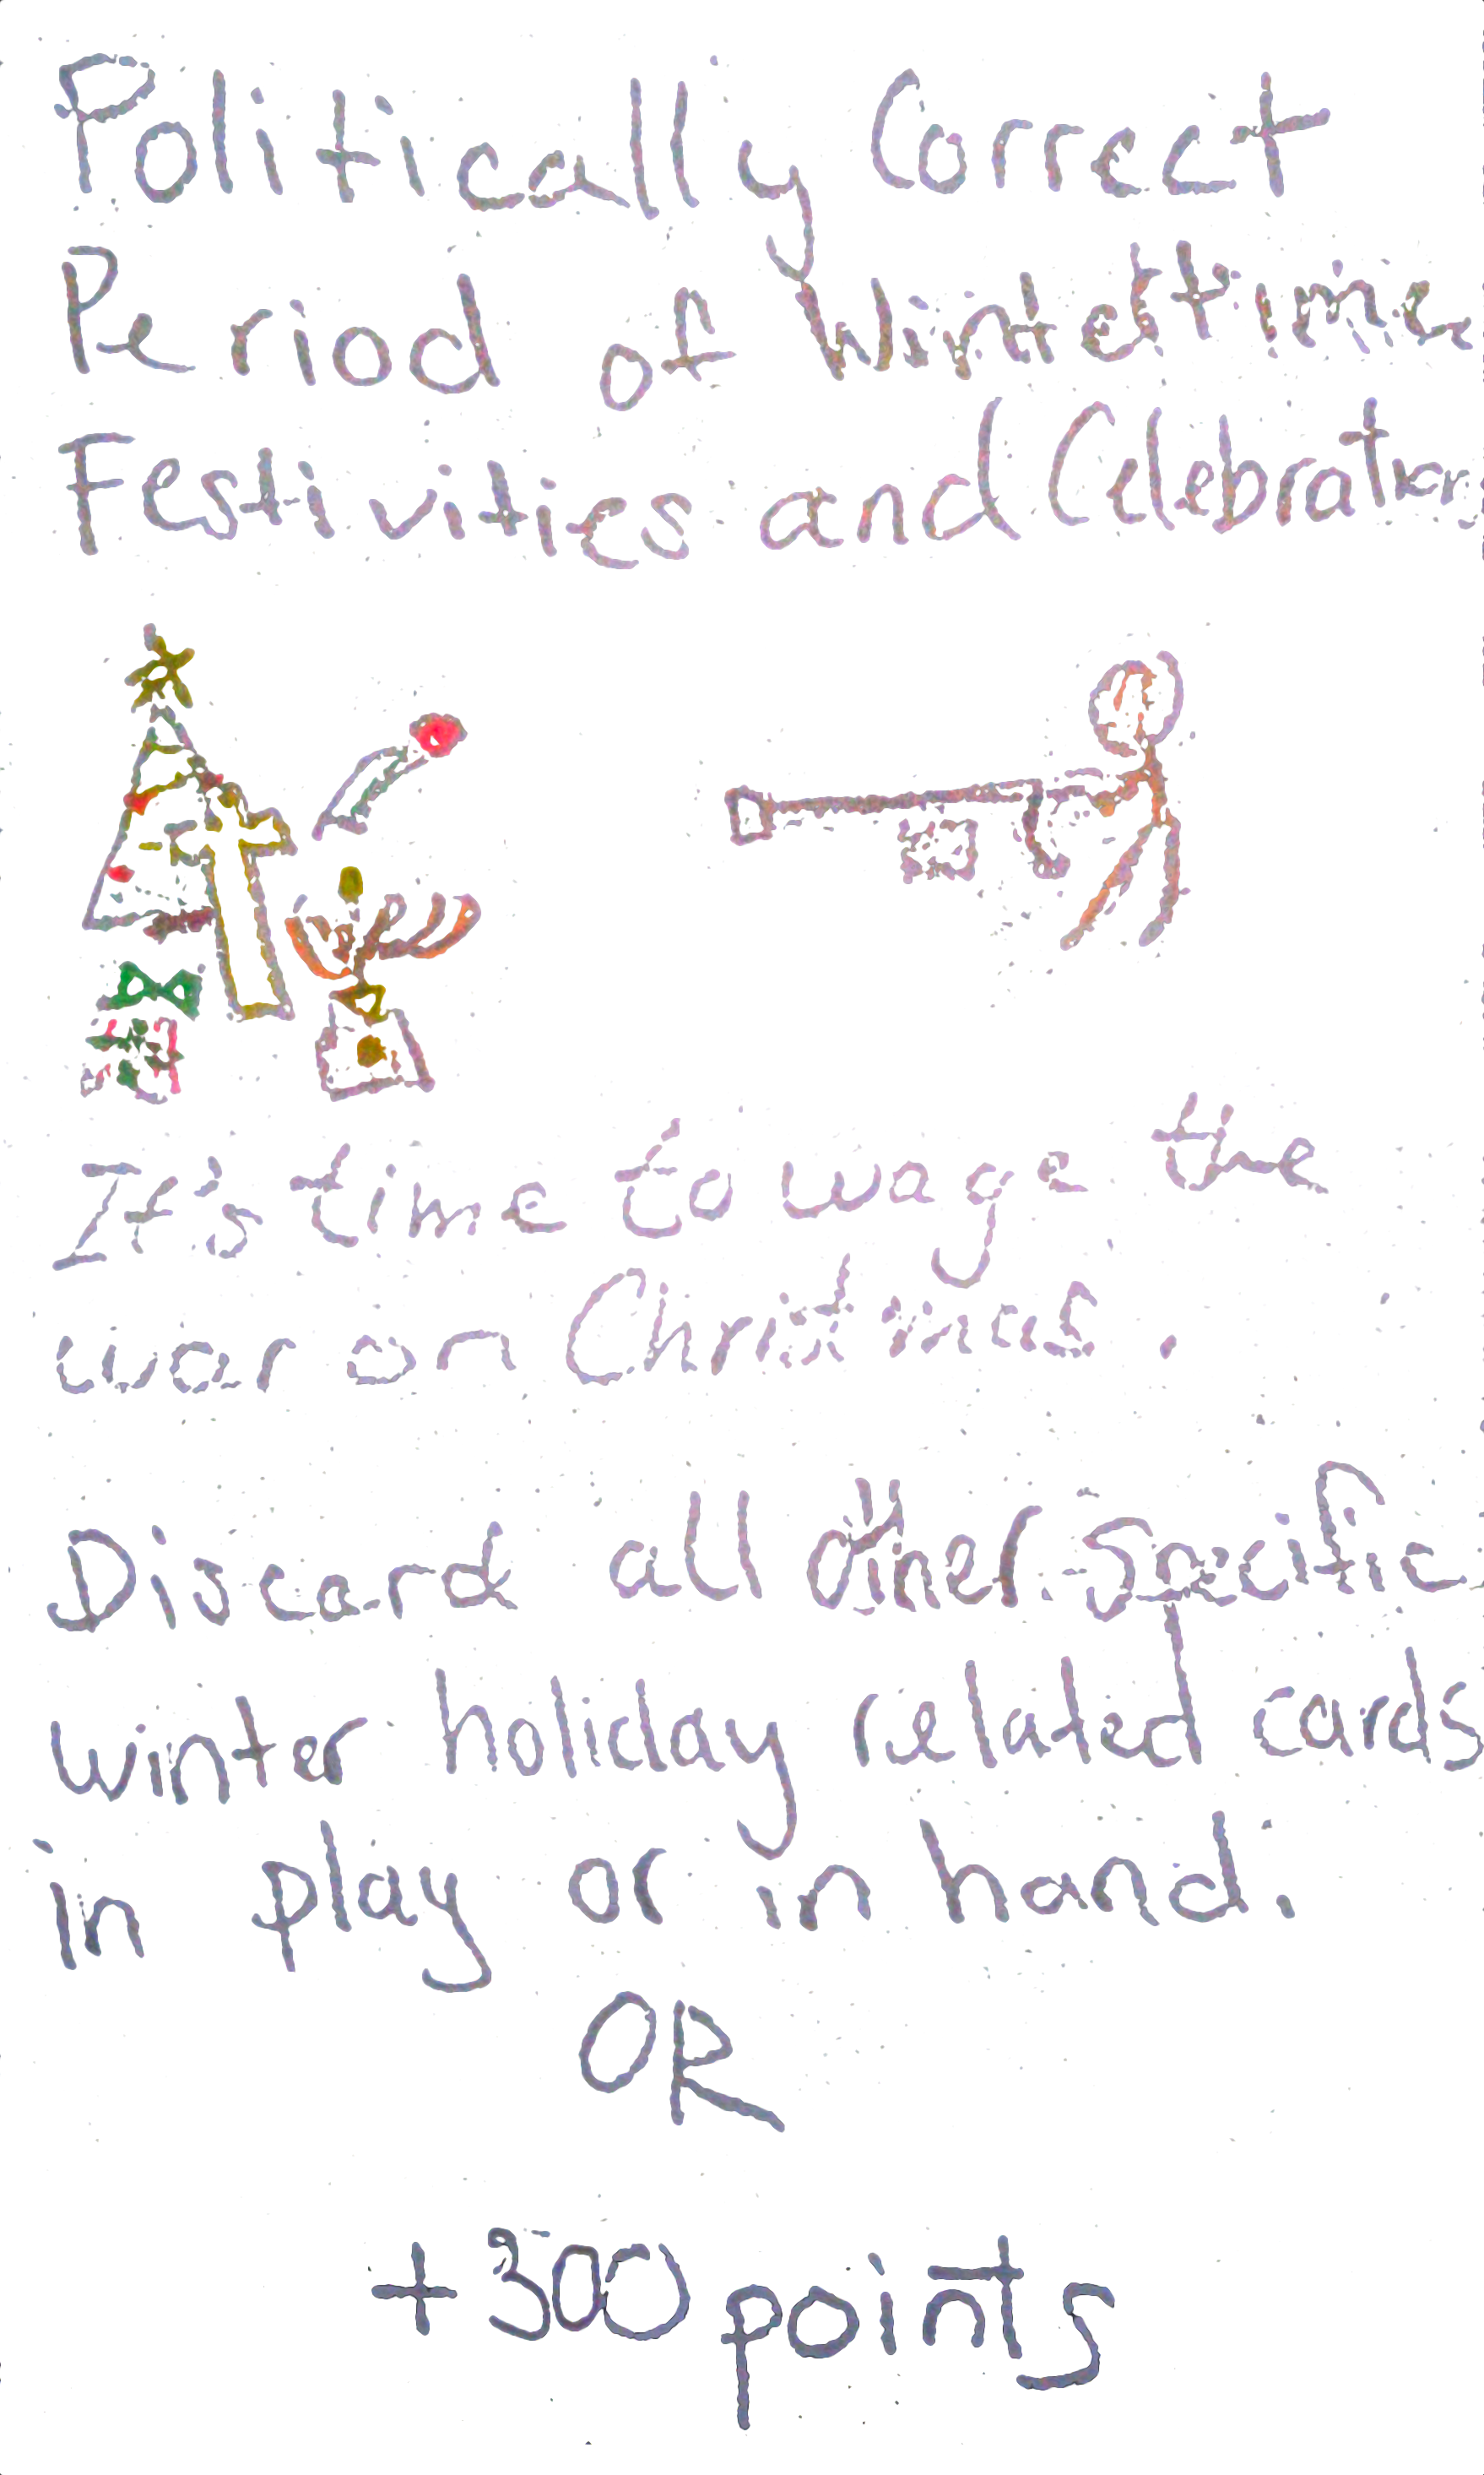 Politically Correct
Period of Wintertime
Festivities and Celebrations
It's time to wage the
war on Christmas.
Discard all other specific
winter holiday related cards
in play or in hand.
OR
+300 points